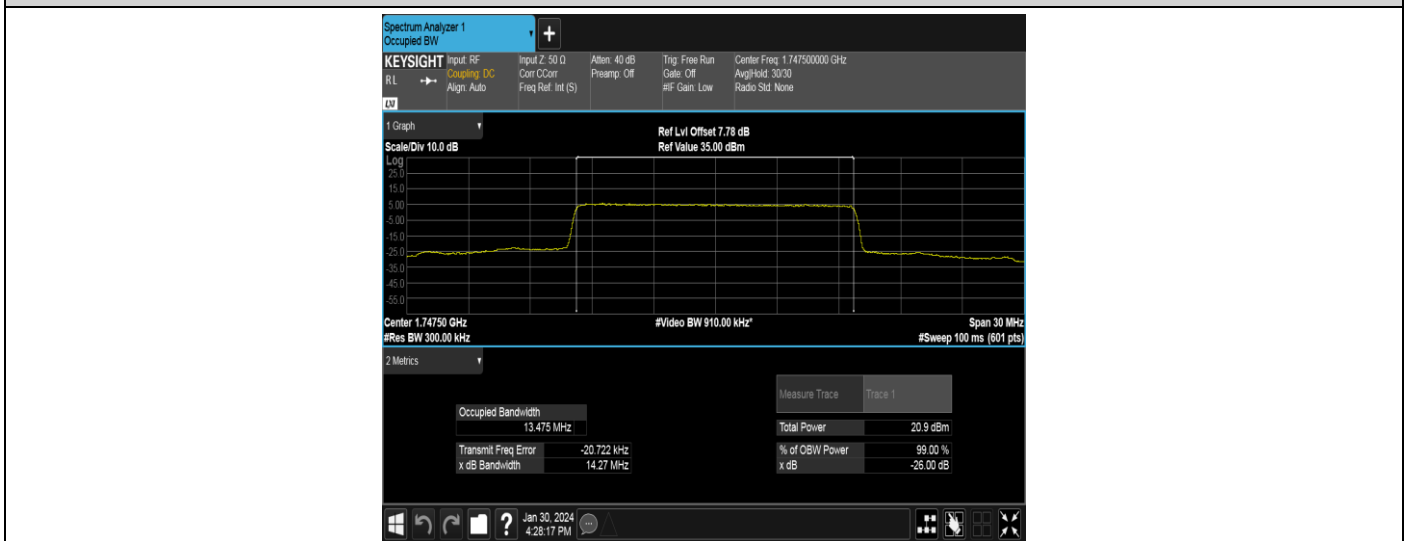 Spectrum Analyzer 1
Occupied BW
+
KEYSIGHT Input: RF Input Z: 50 Ω Atten: 40 dB Trig: Free Run Center Freq: 1.747500000 GHz
RL Coupling: DC Corr CCorr Preamp: Off Gate: Off Avg|Hold: 30/30
Align: Auto Freq Ref: Int (S) #IF Gain: Low Radio Std: None
LXI
1 Graph Ref Lvl Offset 7.78 dB
Scale/Div 10.0 dB Ref Value 35.00 dBm
Log
25.0
15.0
5.00
-5.00
-15.0
-25.0
-35.0
-45.0
-55.0
Center 1.74750 GHz #Video BW 910.00 kHz* Span 30 MHz
#Res BW 300.00 kHz #Sweep 100 ms (601 pts)
2 Metrics
Measure Trace Trace 1
Occupied Bandwidth
13.475 MHz Total Power 20.9 dBm
Transmit Freq Error -20.722 kHz % of OBW Power 99.00 %
x dB Bandwidth 14.27 MHz x dB -26.00 dB
? Jan 30, 2024
4:28:17 PM